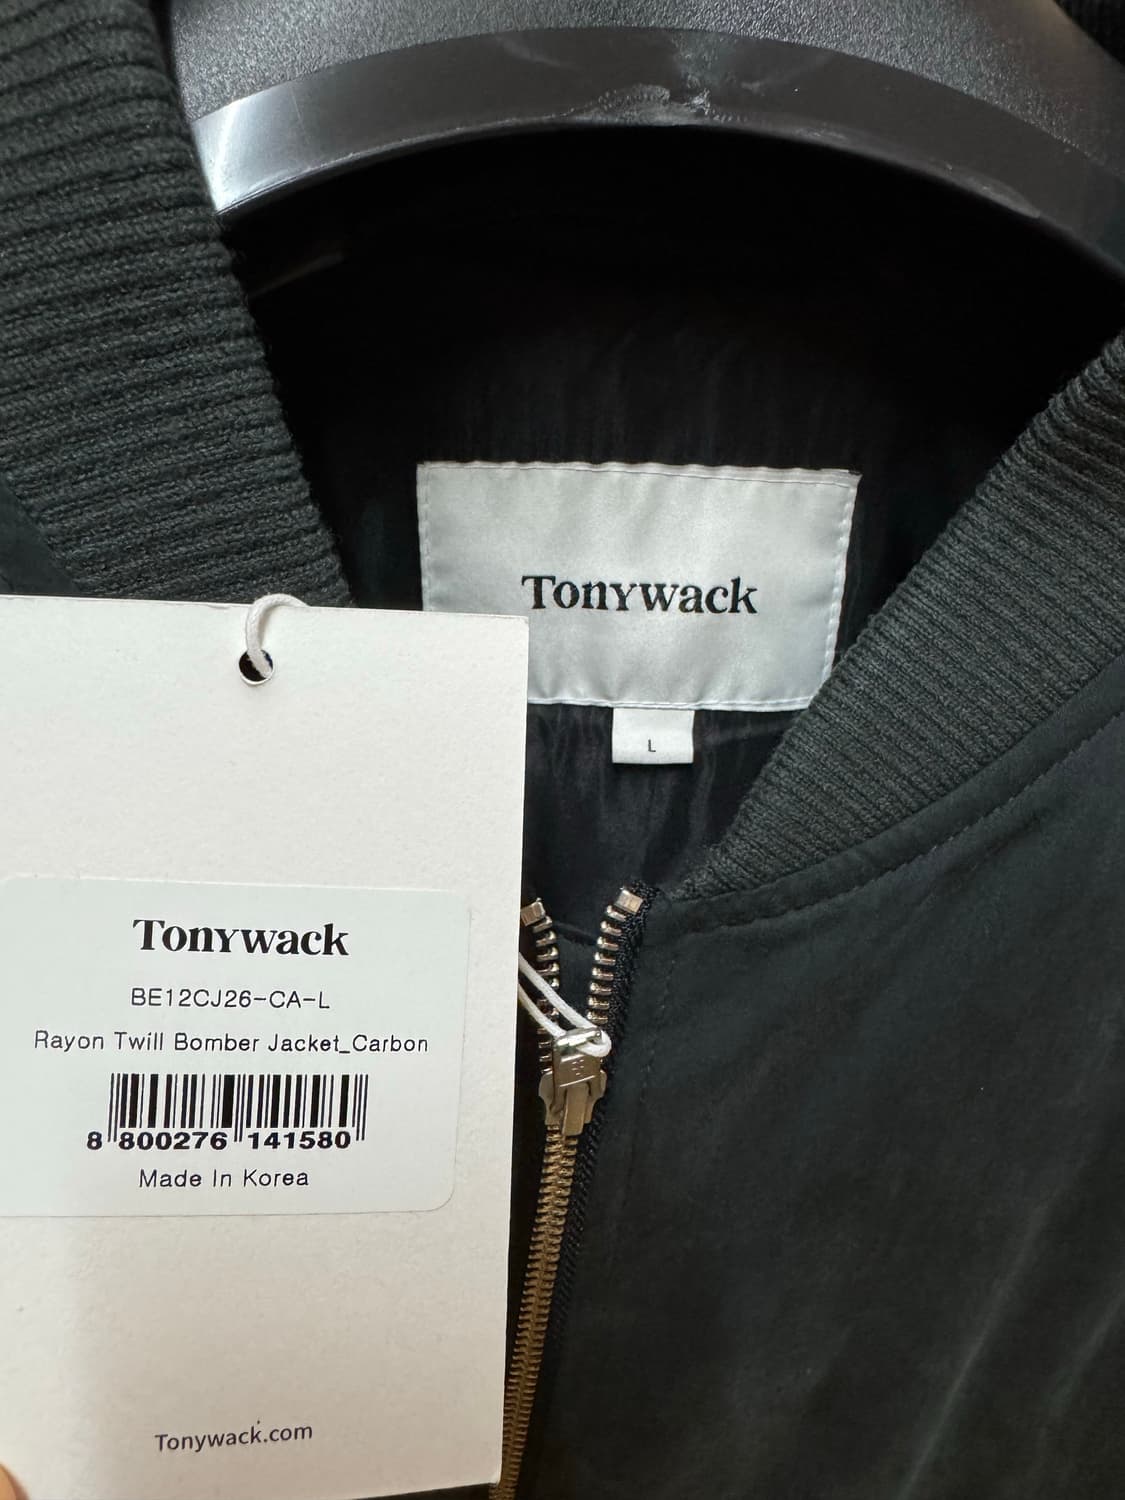 Tonywack
L
Tonywack
BE12CJ26-CA-L
Rayon Twill Bomber Jacket_Carbon
8 800276 141580
Made In Korea
Tonywack.com